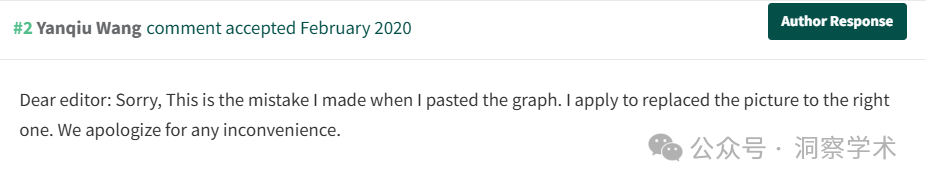 #2 Yanqiu Wang comment accepted February 2020
Author Response
Dear editor: Sorry, This is the mistake I made when I pasted the graph. I apply to replaced the picture to the right
one. We apologize for any inconvenience.
公众号 · 洞察学术